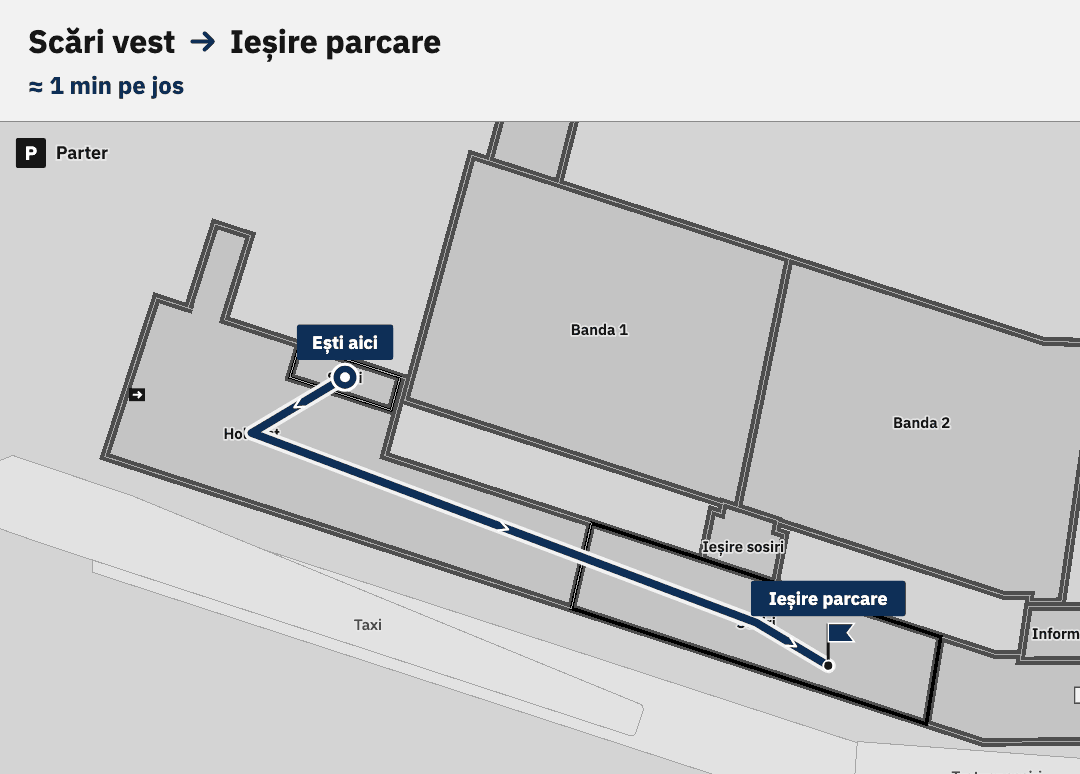 Scări vest → Ieșire parcare
≈ 1 min pe jos
P Parter
Banda 1
Ești aici
Banda 2
Ieșire sosiri
Ieșire parcare
Taxi
Inform